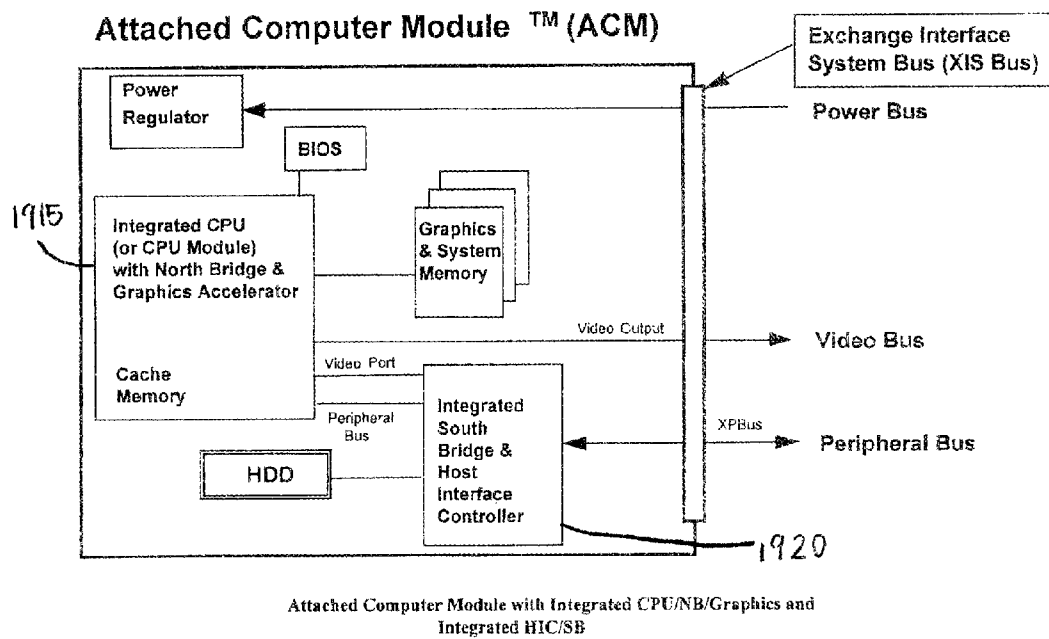 Attached Computer Module ™ (ACM)
Exchange Interface
System Bus (XIS Bus)
Power
Regulator
Power Bus
BIOS
1915
Integrated CPU
(or CPU Module)
with North Bridge &
Graphics Accelerator
Graphics
& System
Memory
Video Output
Video Bus
Video Port
Cache
Memory
Peripheral
Bus
Integrated
South
Bridge &
Host
Interface
Controller
XPBus
Peripheral Bus
HDD
1920
Attached Computer Module with Integrated CPU/NB/Graphics and
Integrated HIC/SB